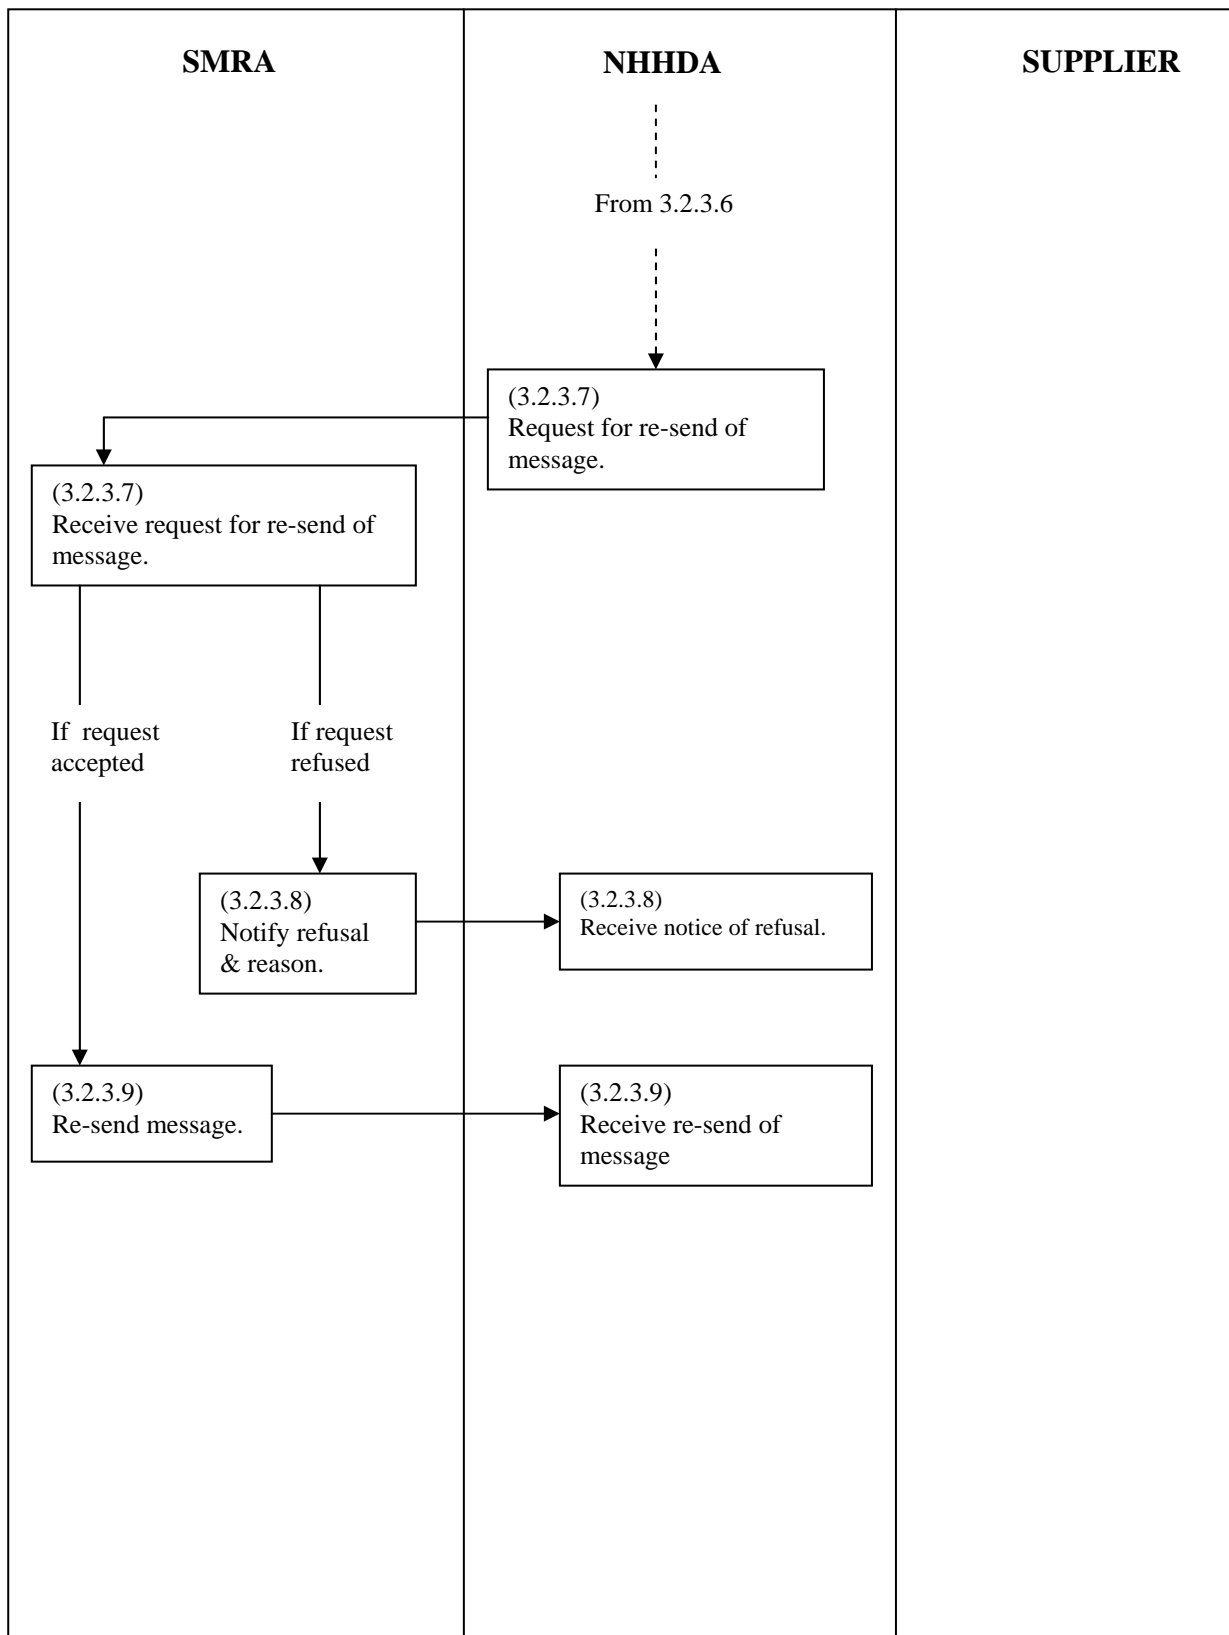 SMRA
NHHDA
SUPPLIER
From 3.2.3.6
(3.2.3.7)
Request for re-send of
message.
(3.2.3.7)
Receive request for re-send of
message.
If  request
accepted
If request
refused
(3.2.3.8)
Notify refusal
& reason.
(3.2.3.8)
Receive notice of refusal.
(3.2.3.9)
Re-send message.
(3.2.3.9)
Receive re-send of
message